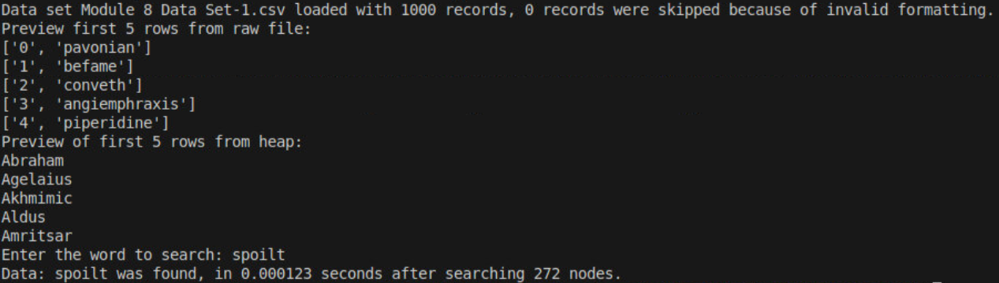 Data set Module 8 Data Set-1.csv loaded with 1000 records, 0 records were skipped because of invalid formatting.
Preview first 5 rows from raw file:
['0', 'pavonian']
['1', 'befame']
['2', 'conveth']
['3', 'angiemphraxis']
['4', 'piperidine']
Preview of first 5 rows from heap:
Abraham
Agelaius
Akhmimic
Aldus
Amritsar
Enter the word to search: spoilt
Data: spoilt was found, in 0.000123 seconds after searching 272 nodes.